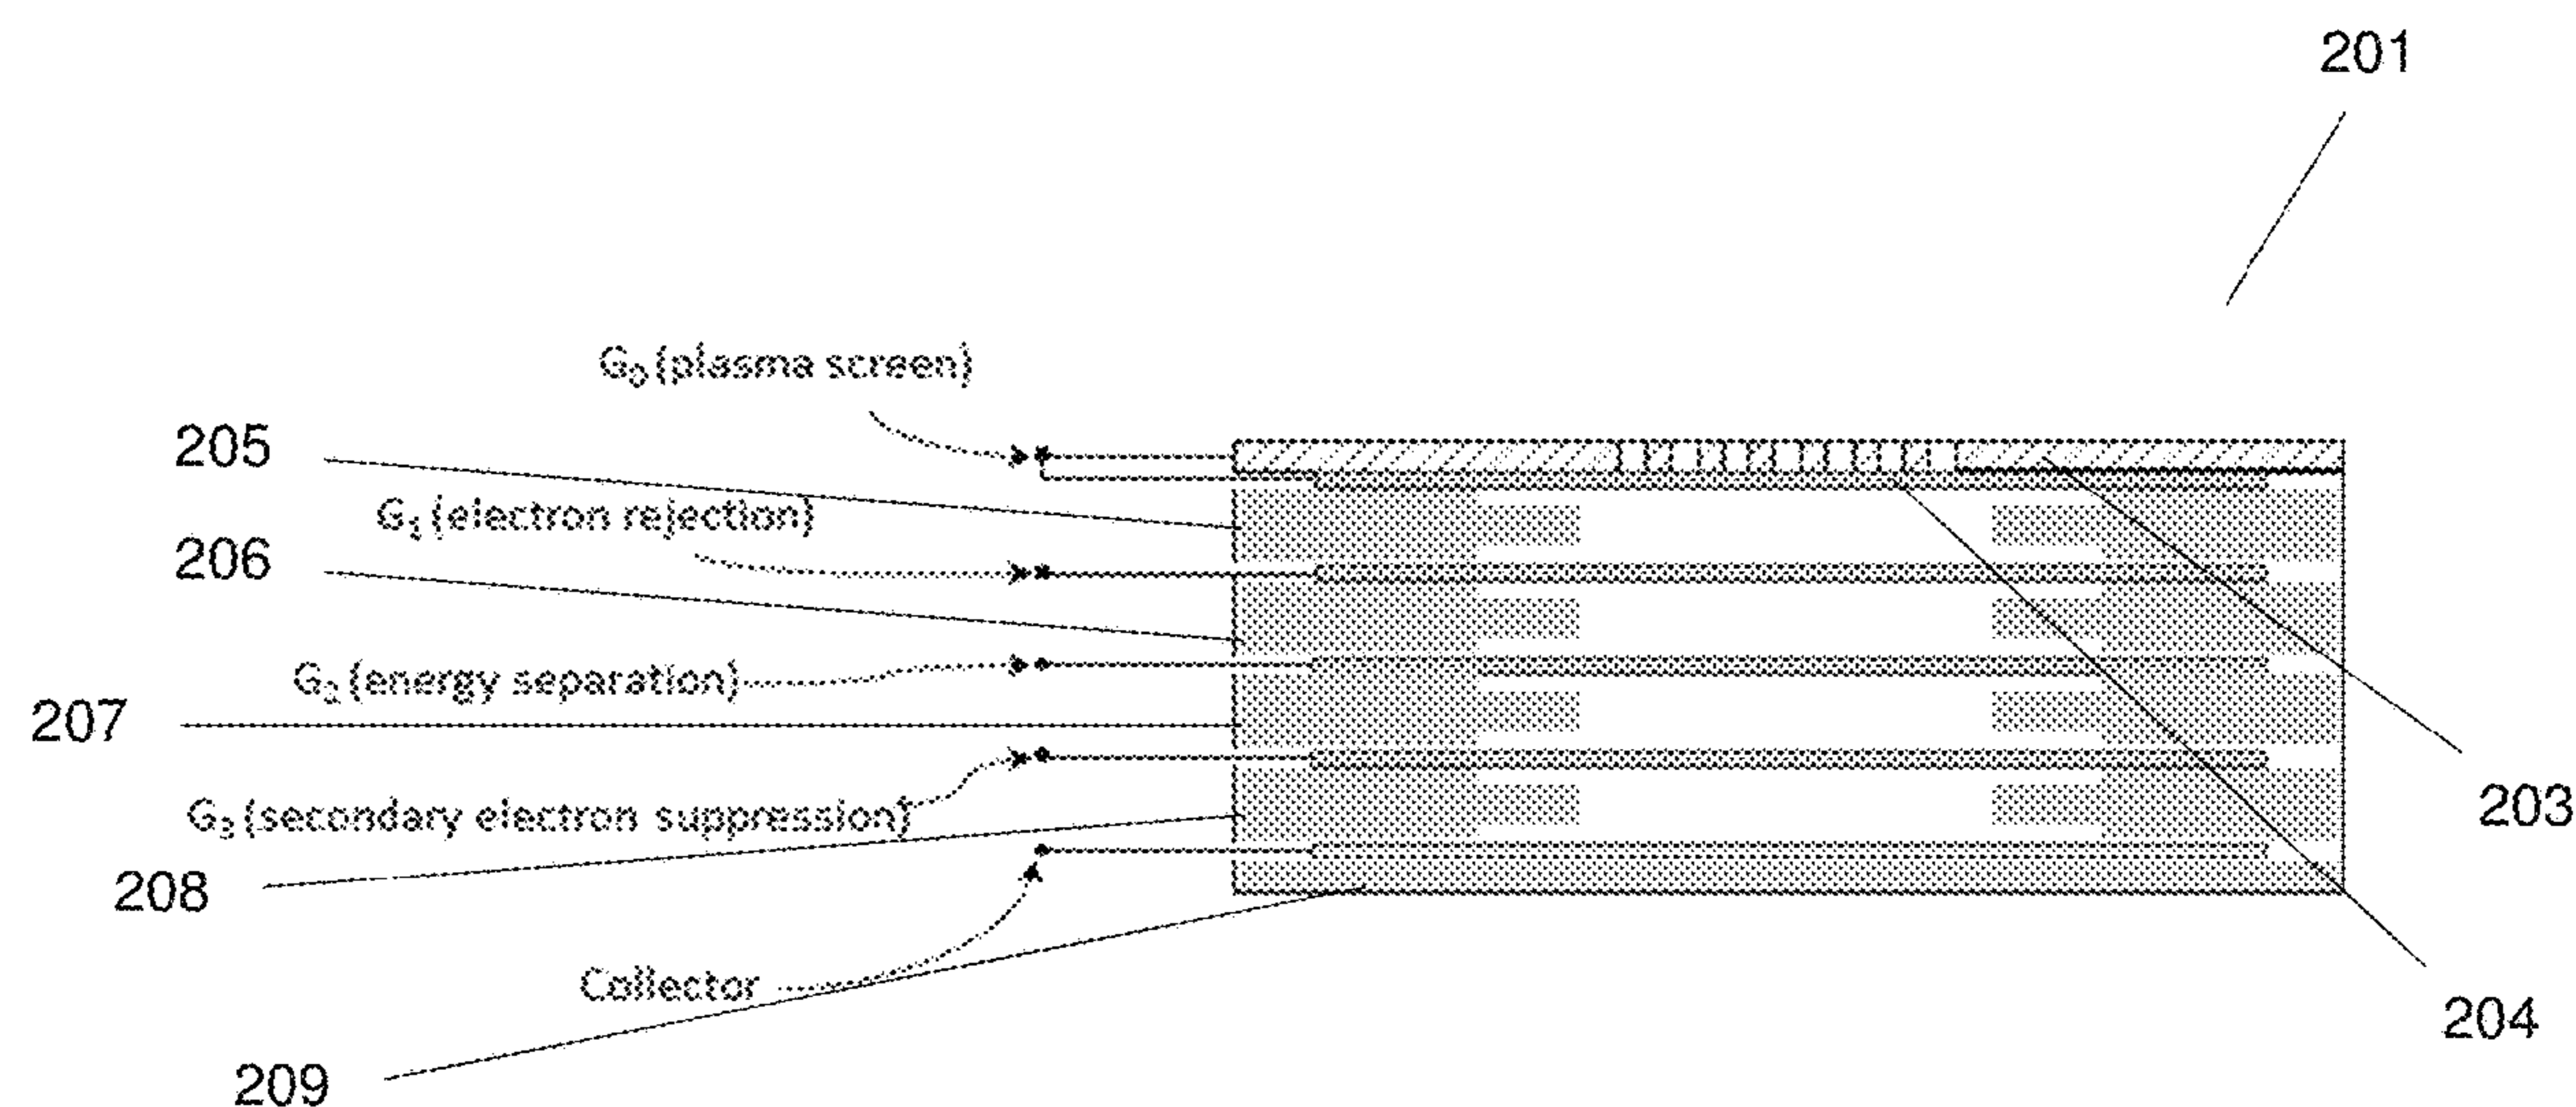 201
G₀ (plasma screen)
205
G₁ (electron rejection)
206
G₂ (energy separation)
207
G₃ (secondary electron suppression)
203
208
Collector
204
209